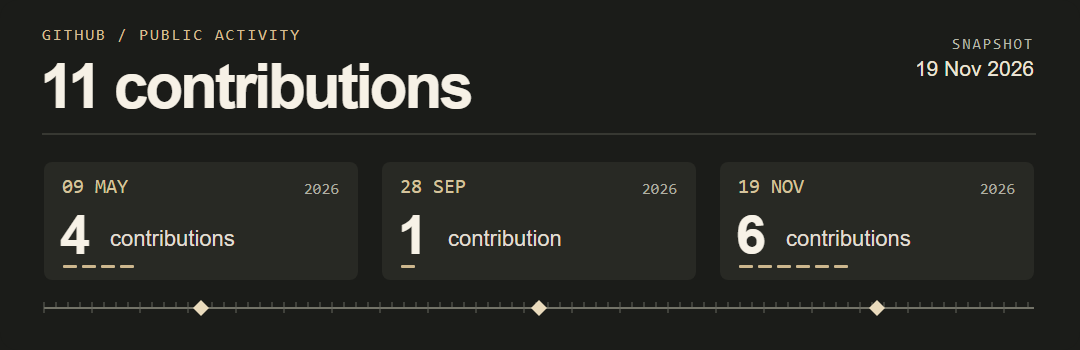 GITHUB / PUBLIC ACTIVITY
11 contributions
SNAPSHOT
19 Nov 2026
09 MAY 2026
4 contributions
28 SEP 2026
1 contribution
19 NOV 2026
6 contributions